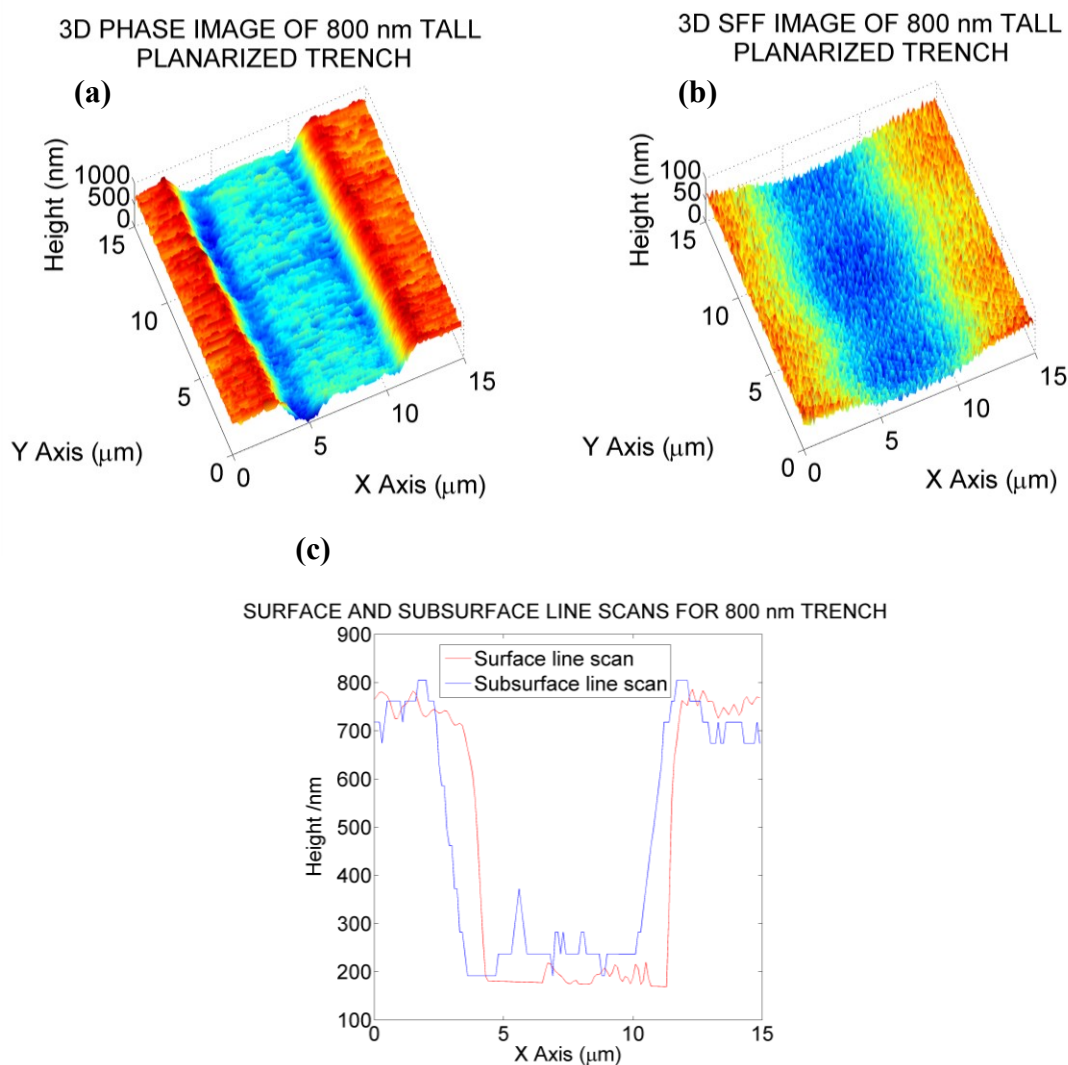 3D PHASE IMAGE OF 800 nm TALL
PLANARIZED TRENCH
(a)
Height (nm)
1000
500
0
15
10
5
0
Y Axis (μm)
0
5
10
15
X Axis (μm)
3D SFF IMAGE OF 800 nm TALL
PLANARIZED TRENCH
(b)
Height (nm)
100
50
0
15
10
5
0
Y Axis (μm)
0
5
10
15
X Axis (μm)
(c)
SURFACE AND SUBSURFACE LINE SCANS FOR 800 nm TRENCH
Surface line scan
Subsurface line scan
Height /nm
900
800
700
600
500
400
300
200
100
0
5
10
15
X Axis (μm)